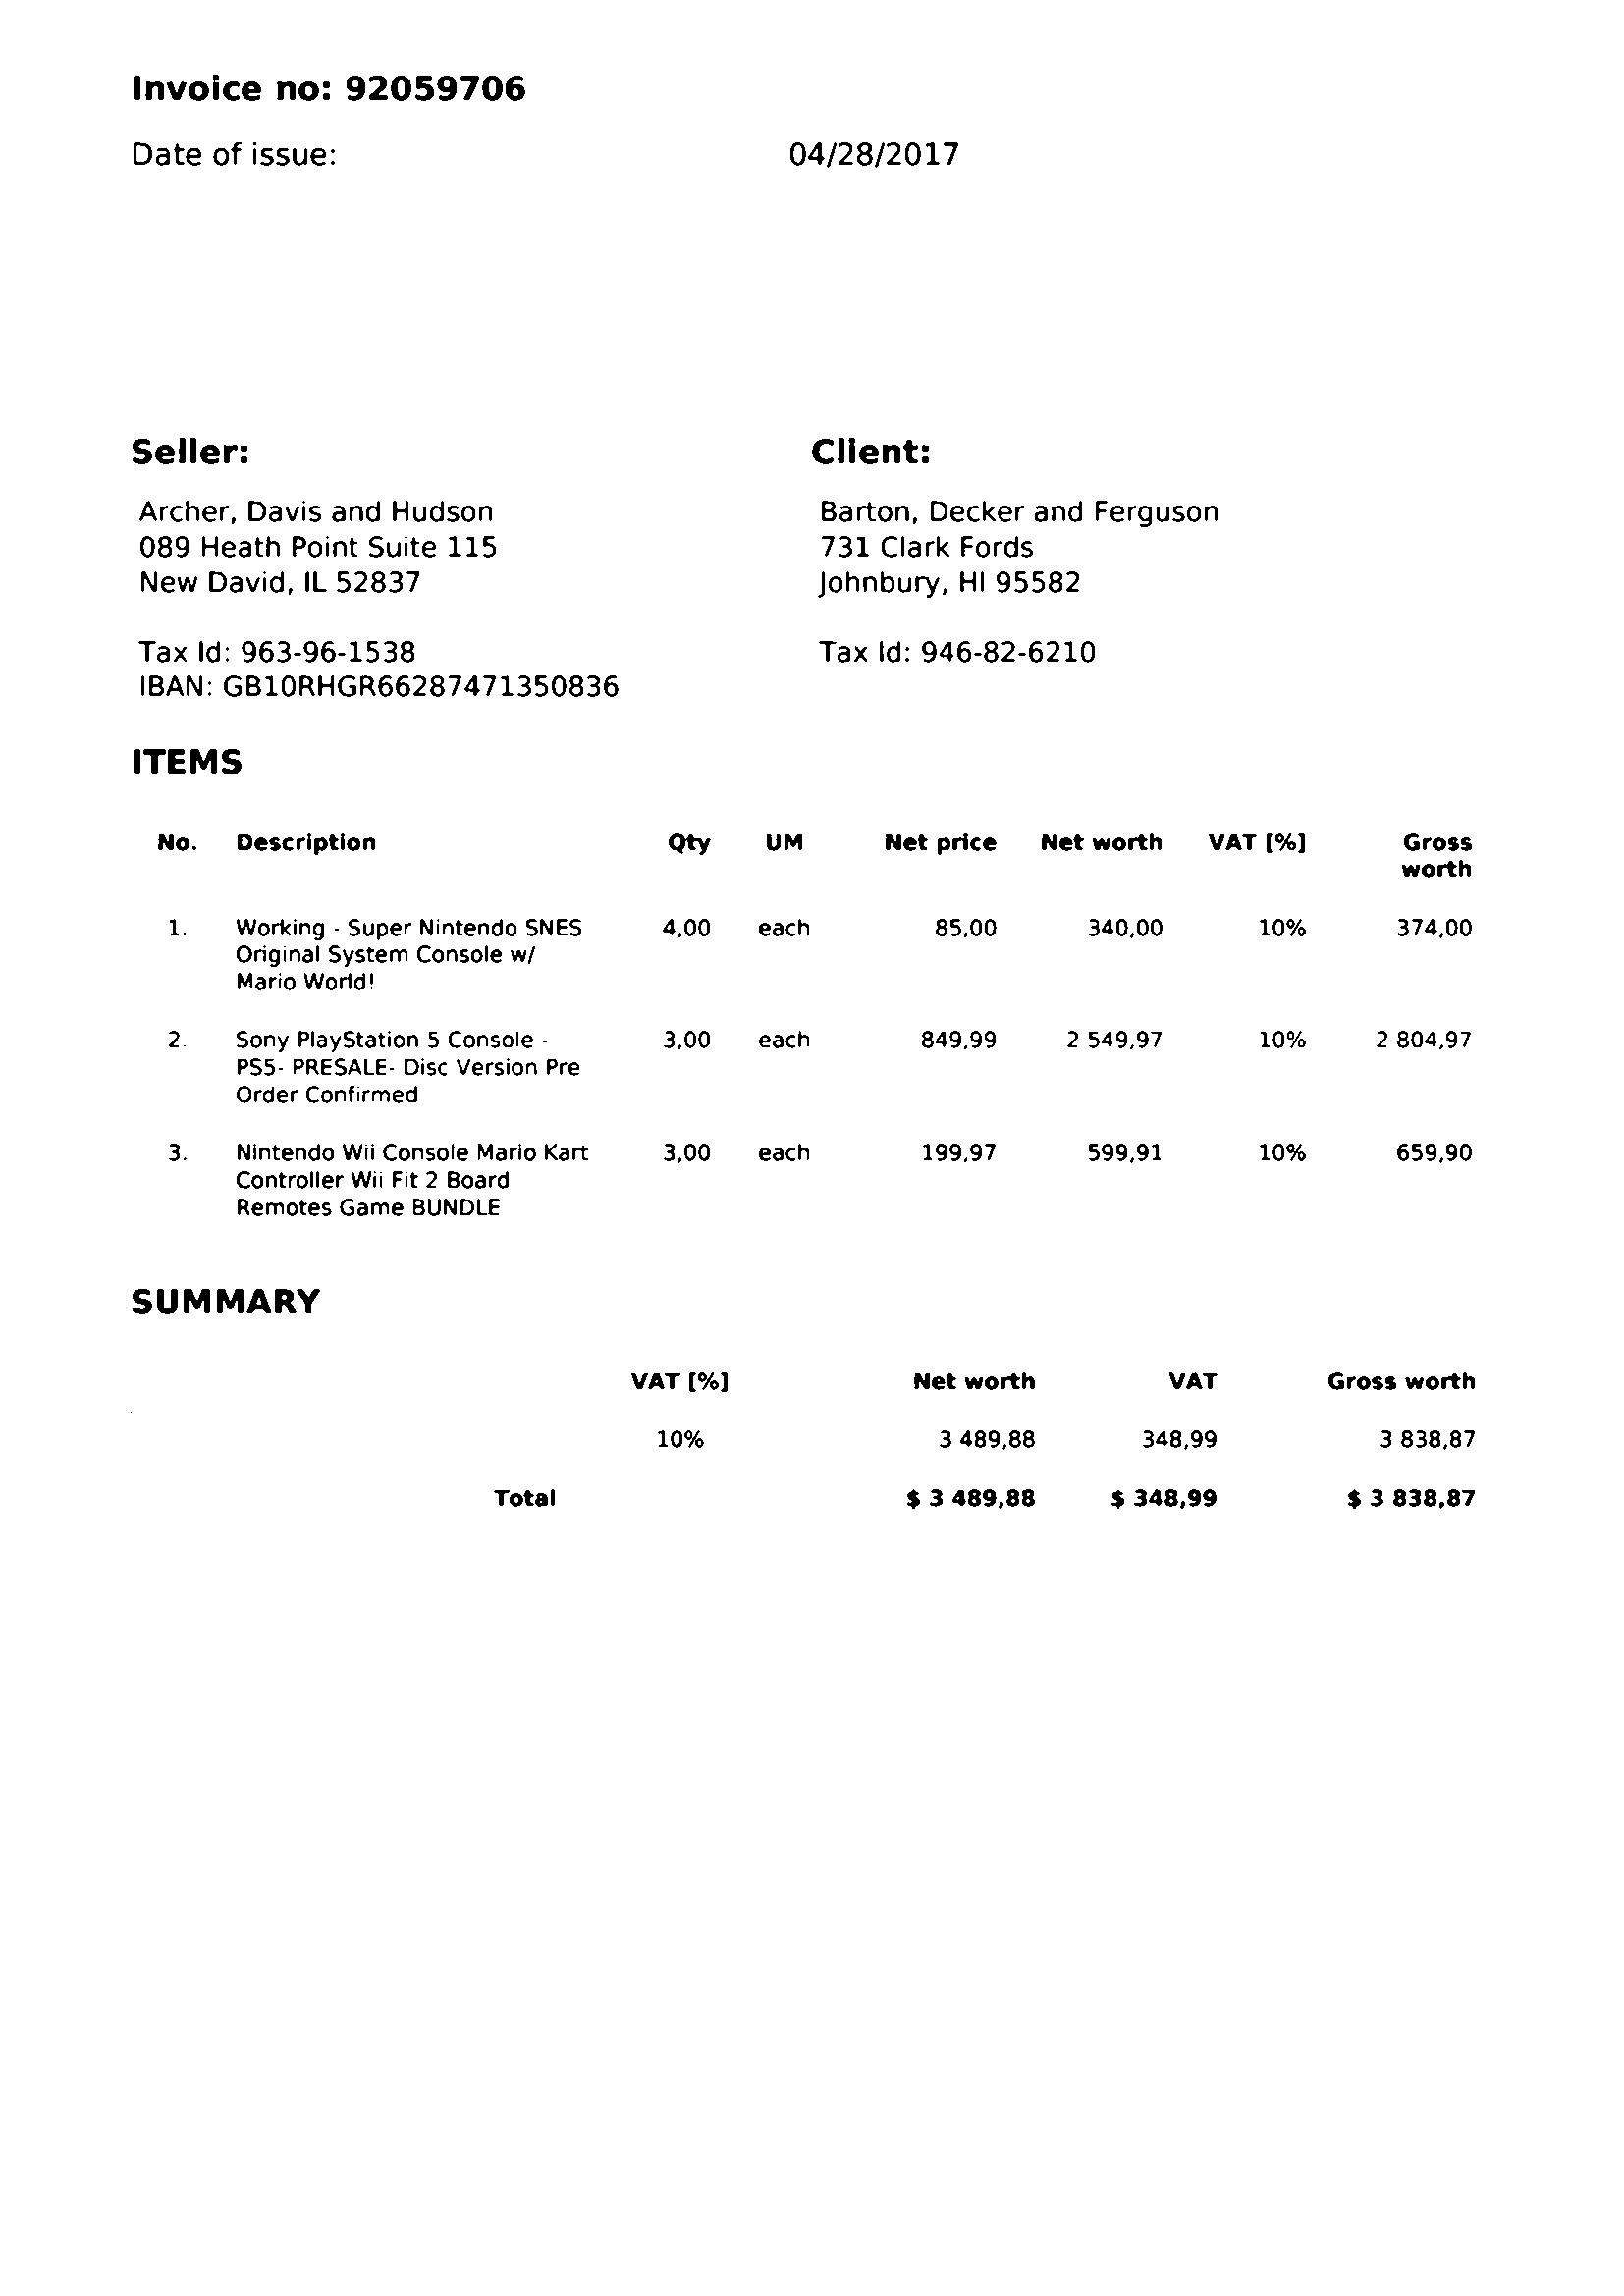 Invoice no: 92059706
Date of issue: 04/28/2017
Seller: Client:
Archer, Davis and Hudson
089 Heath Point Suite 115
New David, IL 52837
Tax Id: 963-96-1538
IBAN: GB10RHGR66287471350836
Barton, Decker and Ferguson
731 Clark Fords
Johnbury, HI 95582
Tax Id: 946-82-6210
ITEMS
No. Description Qty UM Net price Net worth VAT [%] Gross
worth
1. Working - Super Nintendo SNES 4,00 each 85,00 340,00 10% 374,00
Original System Console w/
Mario World!
2. Sony PlayStation 5 Console - 3,00 each 849,99 2 549,97 10% 2 804,97
PS5- PRESALE- Disc Version Pre
Order Confirmed
3. Nintendo Wii Console Mario Kart 3,00 each 199,97 599,91 10% 659,90
Controller Wii Fit 2 Board
Remotes Game BUNDLE
SUMMARY
VAT [%] Net worth VAT Gross worth
10% 3 489,88 348,99 3 838,87
Total $ 3 489,88 $ 348,99 $ 3 838,87